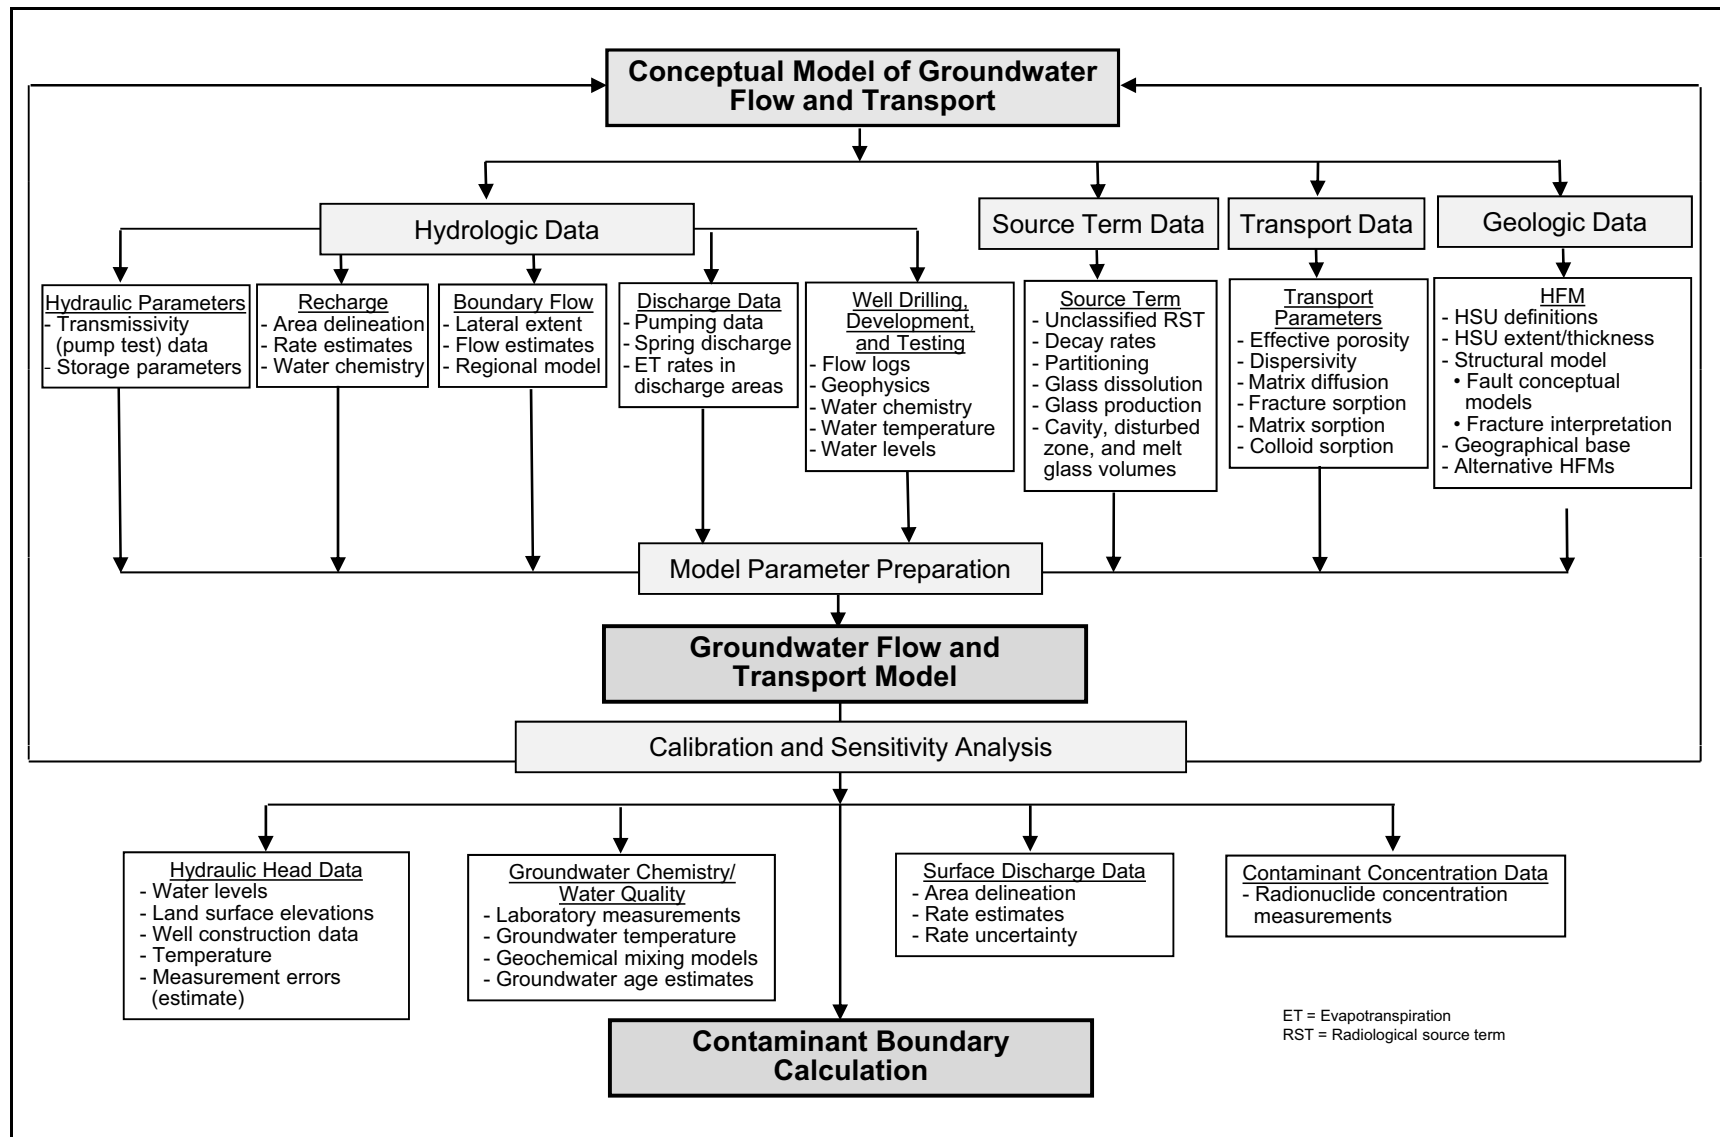 Conceptual Model of Groundwater
Flow and Transport
Hydrologic Data
Source Term Data
Transport Data
Geologic Data
Hydraulic Parameters
- Transmissivity
(pump test) data
- Storage parameters
Recharge
- Area delineation
- Rate estimates
- Water chemistry
Boundary Flow
- Lateral extent
- Flow estimates
- Regional model
Discharge Data
- Pumping data
- Spring discharge
- ET rates in
discharge areas
Well Drilling,
Development,
and Testing
- Flow logs
- Geophysics
- Water chemistry
- Water temperature
- Water levels
Source Term
- Unclassified RST
- Decay rates
- Partitioning
- Glass dissolution
- Glass production
- Cavity, disturbed
zone, and melt
glass volumes
Transport
Parameters
- Effective porosity
- Dispersivity
- Matrix diffusion
- Fracture sorption
- Matrix sorption
- Colloid sorption
HFM
- HSU definitions
- HSU extent/thickness
- Structural model
• Fault conceptual
models
• Fracture interpretation
- Geographical base
- Alternative HFMs
Model Parameter Preparation
Groundwater Flow and
Transport Model
Calibration and Sensitivity Analysis
Hydraulic Head Data
- Water levels
- Land surface elevations
- Well construction data
- Temperature
- Measurement errors
(estimate)
Groundwater Chemistry/
Water Quality
- Laboratory measurements
- Groundwater temperature
- Geochemical mixing models
- Groundwater age estimates
Surface Discharge Data
- Area delineation
- Rate estimates
- Rate uncertainty
Contaminant Concentration Data
- Radionuclide concentration
measurements
Contaminant Boundary
Calculation
ET = Evapotranspiration
RST = Radiological source term